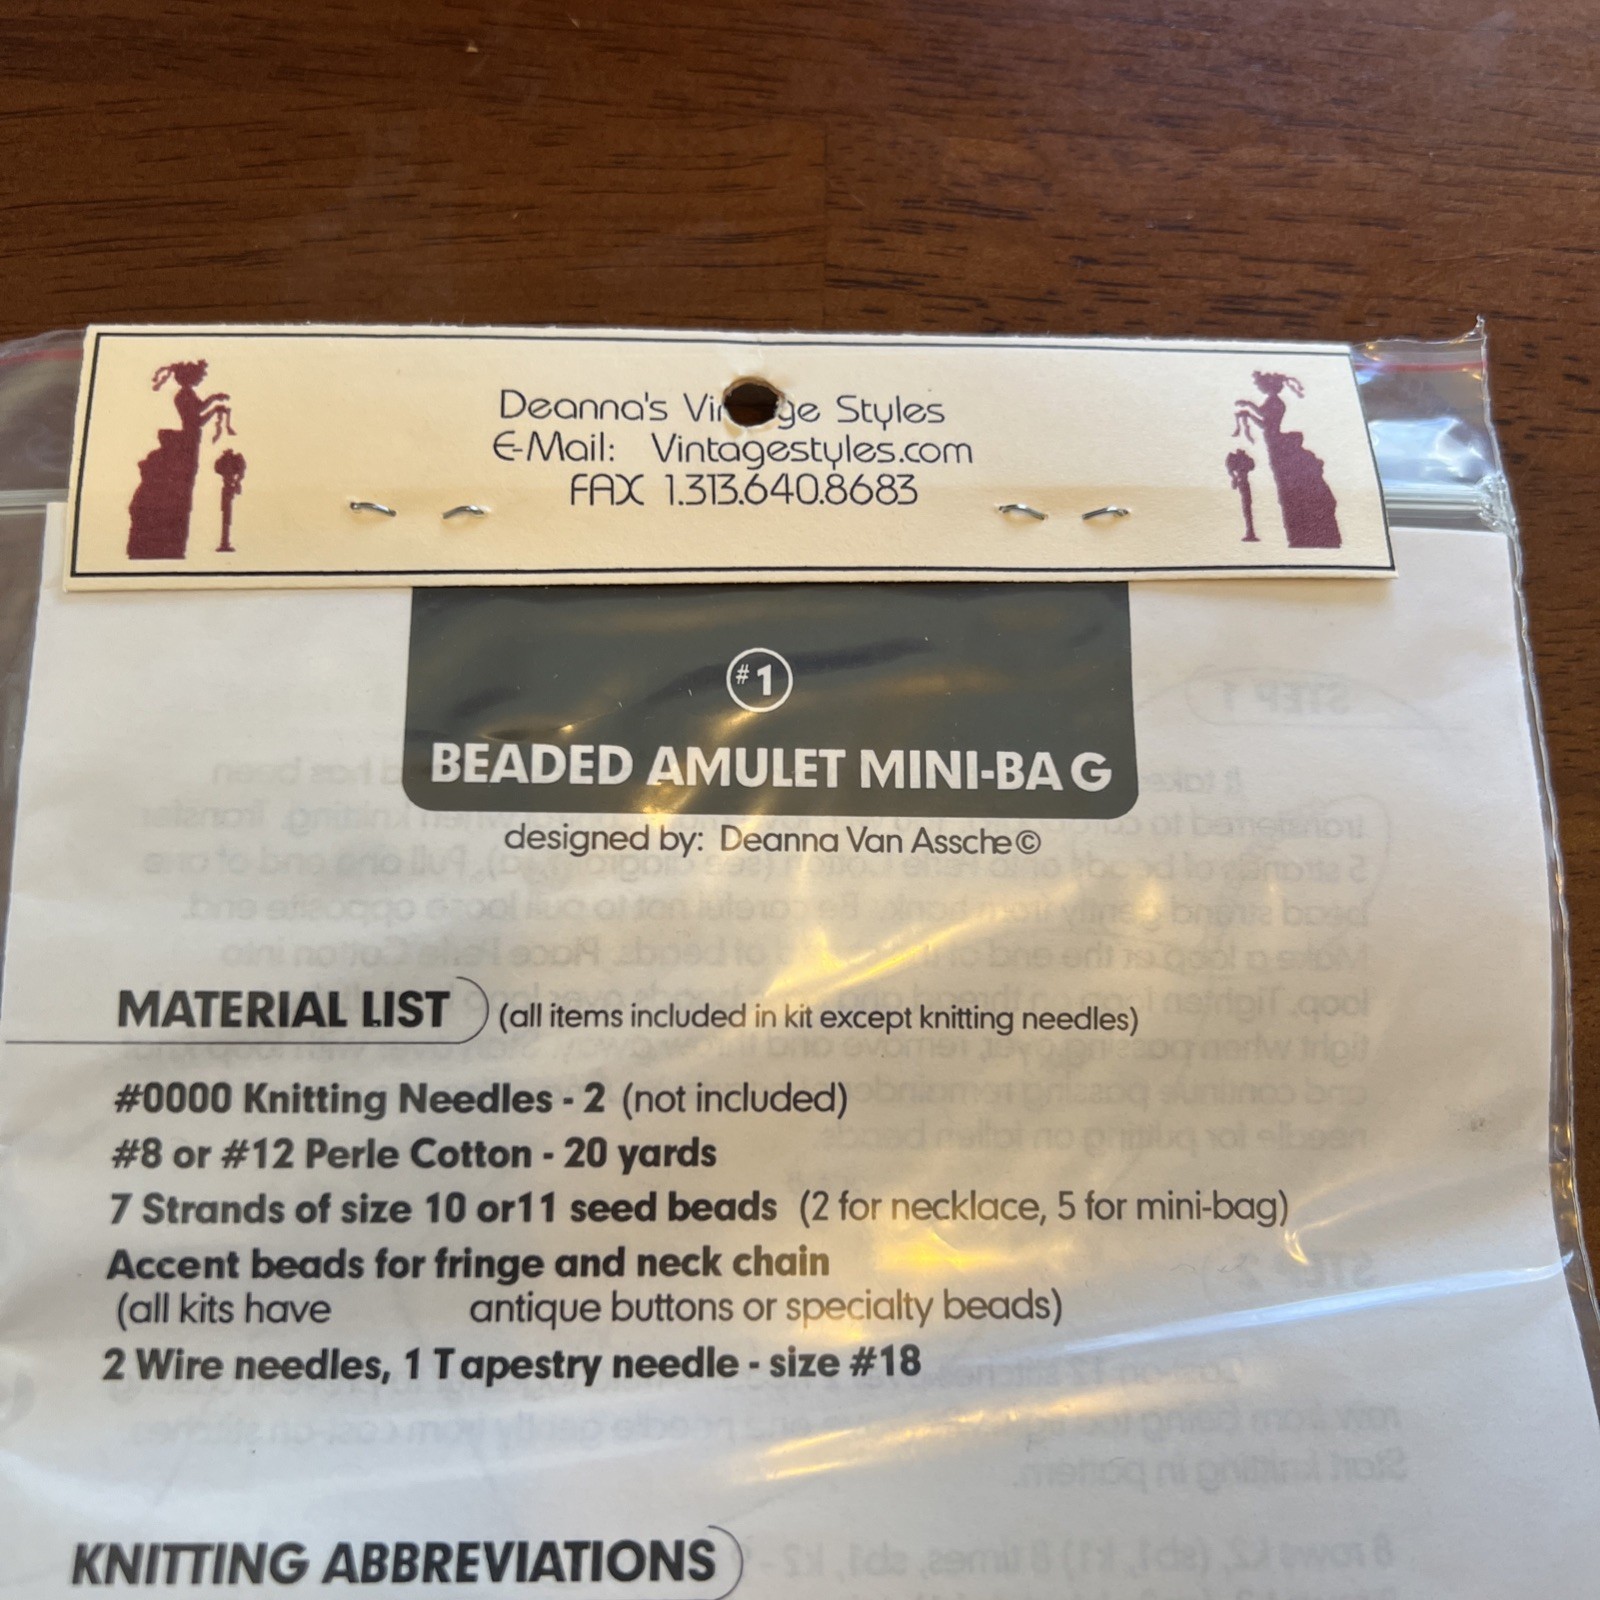 Deanna's Vi ge Styles
E-Mail: Vintagestyles.com
FAX 1.313.640.8683
#1
BEADED AMULET MINI-BAG
designed by: Deanna Van Assche©
MATERIAL LIST (all items included in kit except knitting needles)
#0000 Knitting Needles - 2 (not included)
#8 or #12 Perle Cotton - 20 yards
7 Strands of size 10 or11 seed beads (2 for necklace, 5 for mini-bag)
Accent beads for fringe and neck chain
(all kits have antique buttons or specialty beads)
2 Wire needles, 1 Tapestry needle - size #18
KNITTING ABBREVIATIONS